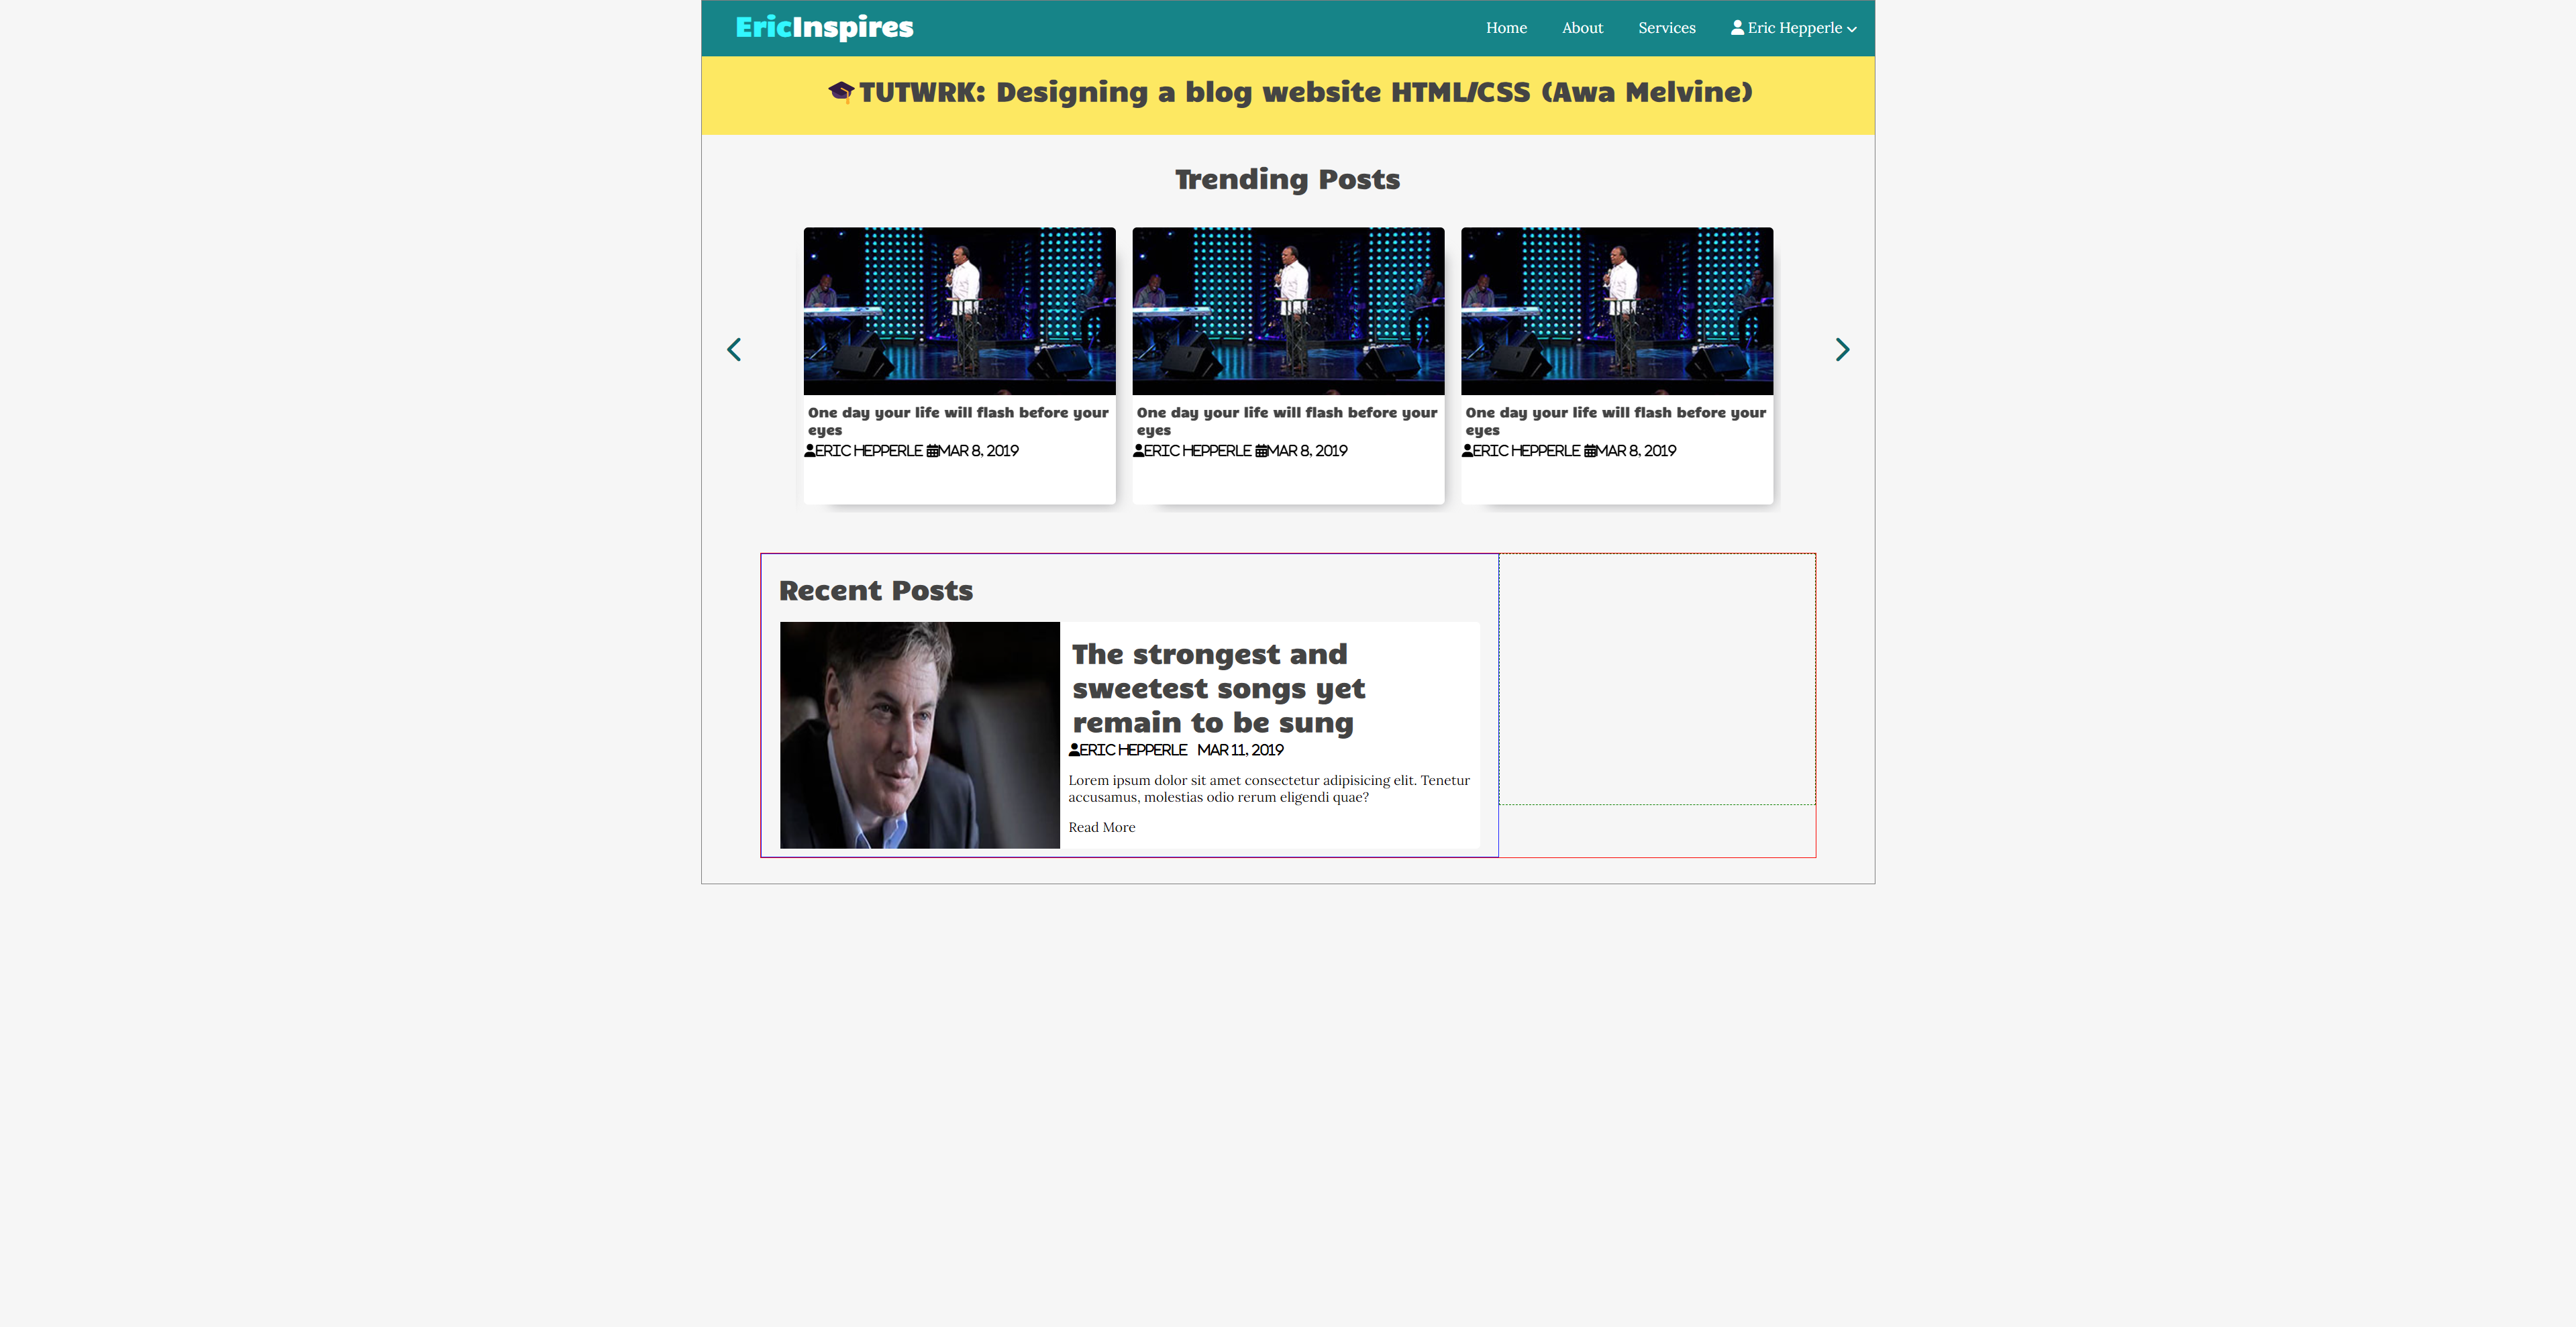 EricInspires
Home About Services Eric Hepperle
TUTWRK: Designing a blog website HTML/CSS (Awa Melvine)
Trending Posts
One day your life will flash before your
eyes
ERIC HEPPERLE MAR 8, 2019
One day your life will flash before your
eyes
ERIC HEPPERLE MAR 8, 2019
One day your life will flash before your
eyes
ERIC HEPPERLE MAR 8, 2019
Recent Posts
The strongest and
sweetest songs yet
remain to be sung
ERIC HEPPERLE MAR 11, 2019
Lorem ipsum dolor sit amet consectetur adipisicing elit. Tenetur
accusamus, molestias odio rerum eligendi quae?
Read More